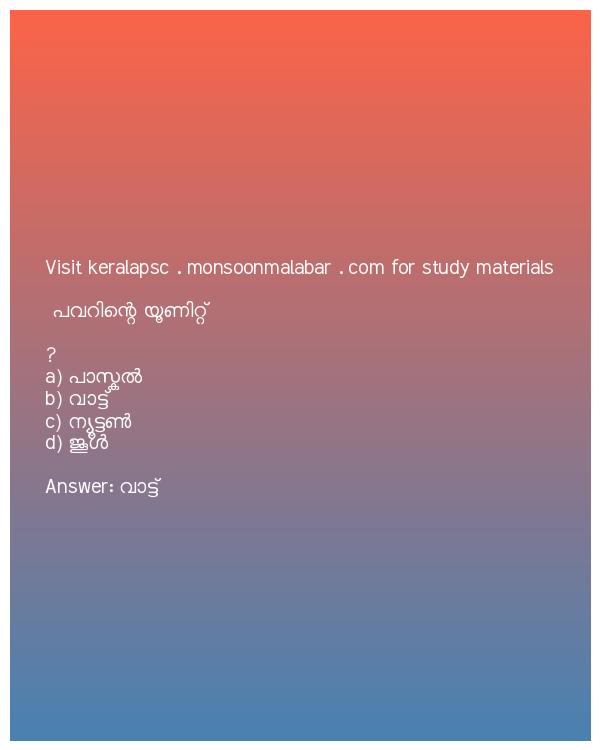 Visit keralapsc . monsoonmalabar . com for study materials
പവറിന്റെ യൂണിറ്റ്
?
a) പാസ്കൽ
b) വാട്ട്
c) ന്യൂട്ടൺ
d) ജൂൾ
Answer: വാട്ട്